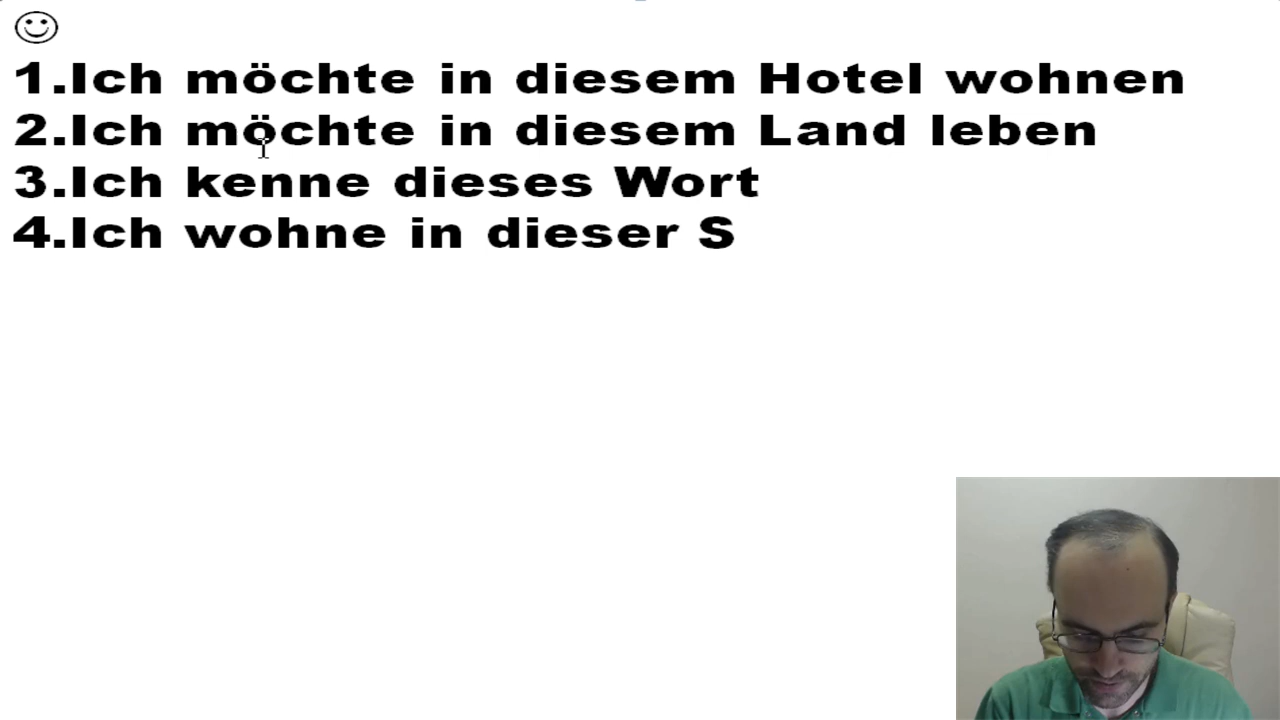 ☺
1.Ich möchte in diesem Hotel wohnen
2.Ich möchte in diesem Land leben
3.Ich kenne dieses Wort
4.Ich wohne in dieser S